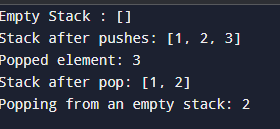 Empty Stack : []
Stack after pushes: [1, 2, 3]
Popped element: 3
Stack after pop: [1, 2]
Popping from an empty stack: 2